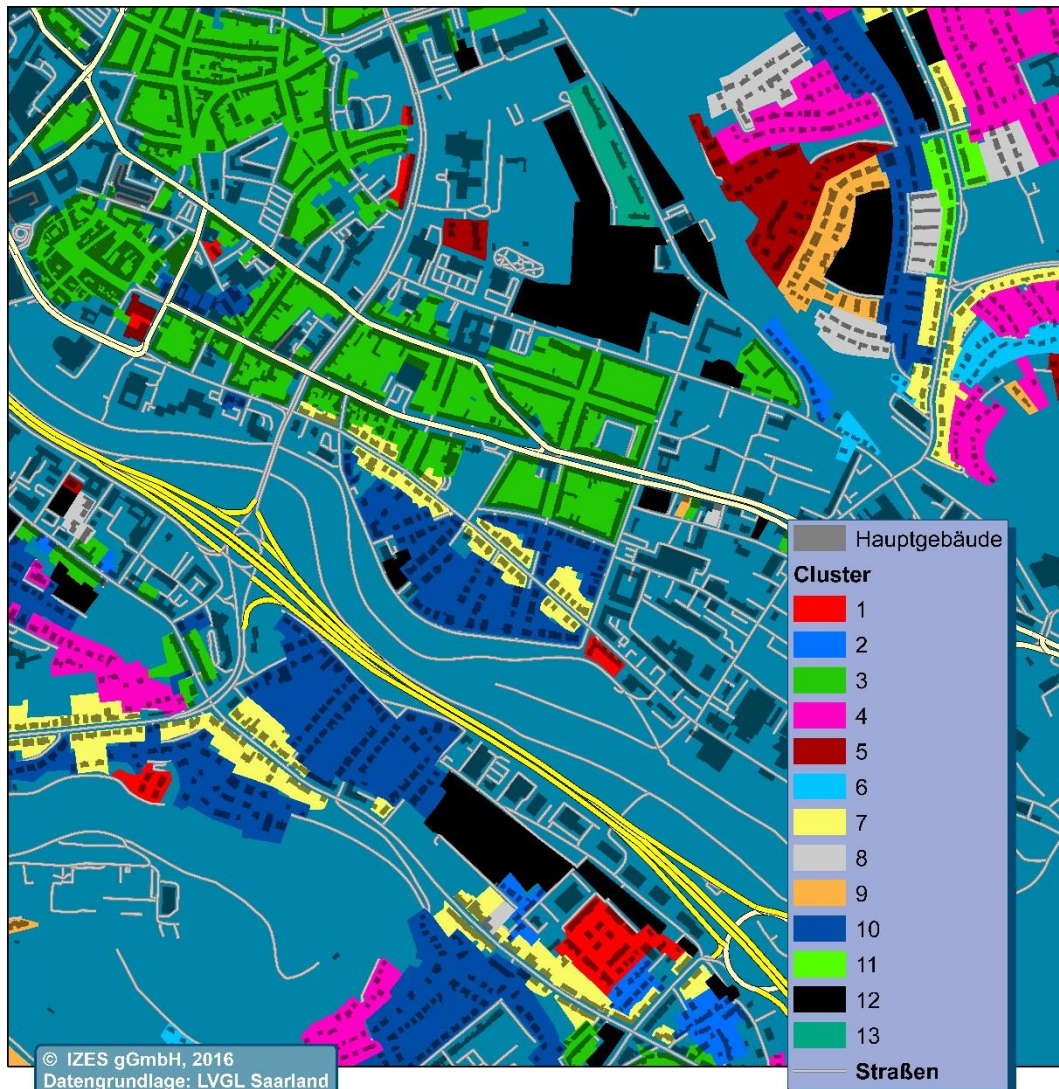 Hauptgebäude
Cluster
1
2
3
4
5
6
7
8
9
10
11
12
13
Straßen
© IZES gGmbH, 2016
Datengrundlage: LVGL Saarland